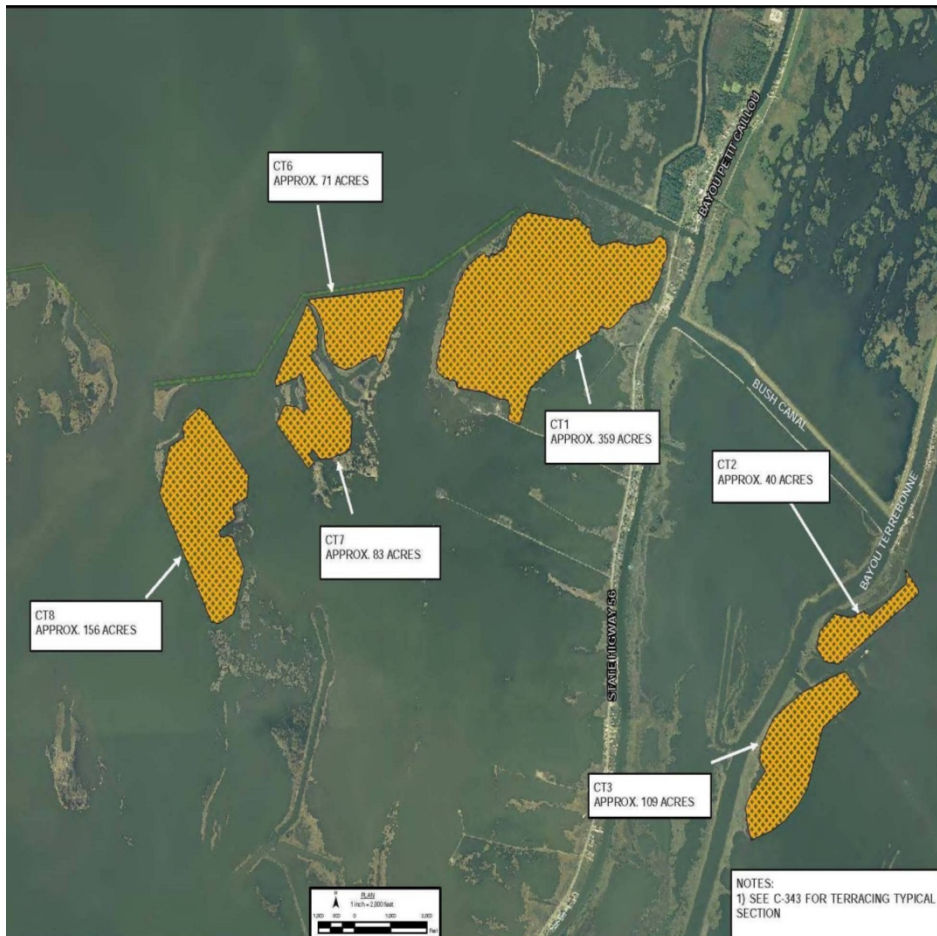 CT6
APPROX. 71 ACRES
BAYOU PETIT CAILLOU
CT1
APPROX. 359 ACRES
BUSH CANAL
CT2
APPROX. 40 ACRES
CT7
APPROX. 83 ACRES
BAYOU TERREBONNE
CT8
APPROX. 156 ACRES
STATE HIGWAY 56
CT3
APPROX. 109 ACRES
NOTES:
1) SEE C-343 FOR TERRACING TYPICAL
SECTION
PLAN
1 inch = 2,000 feet